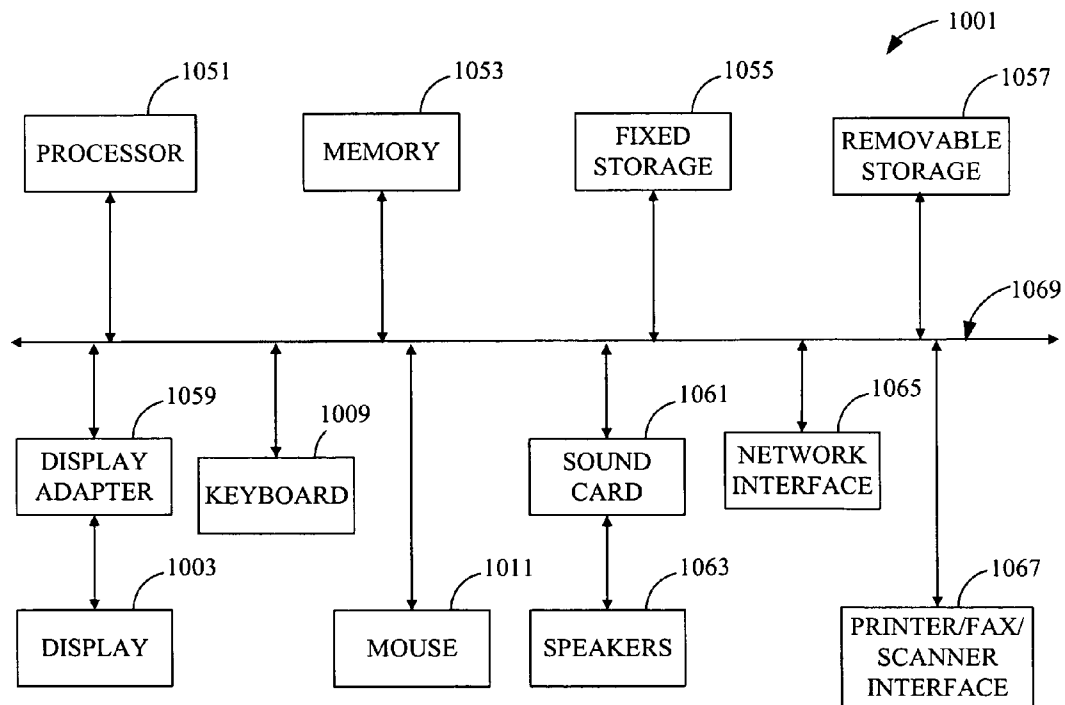 1001
1051
1053
1055
1057
PROCESSOR
MEMORY
FIXED
STORAGE
REMOVABLE
STORAGE
1069
1059
1009
1061
1065
DISPLAY
ADAPTER
KEYBOARD
SOUND
CARD
NETWORK
INTERFACE
1003
1011
1063
1067
DISPLAY
MOUSE
SPEAKERS
PRINTER/FAX/
SCANNER
INTERFACE